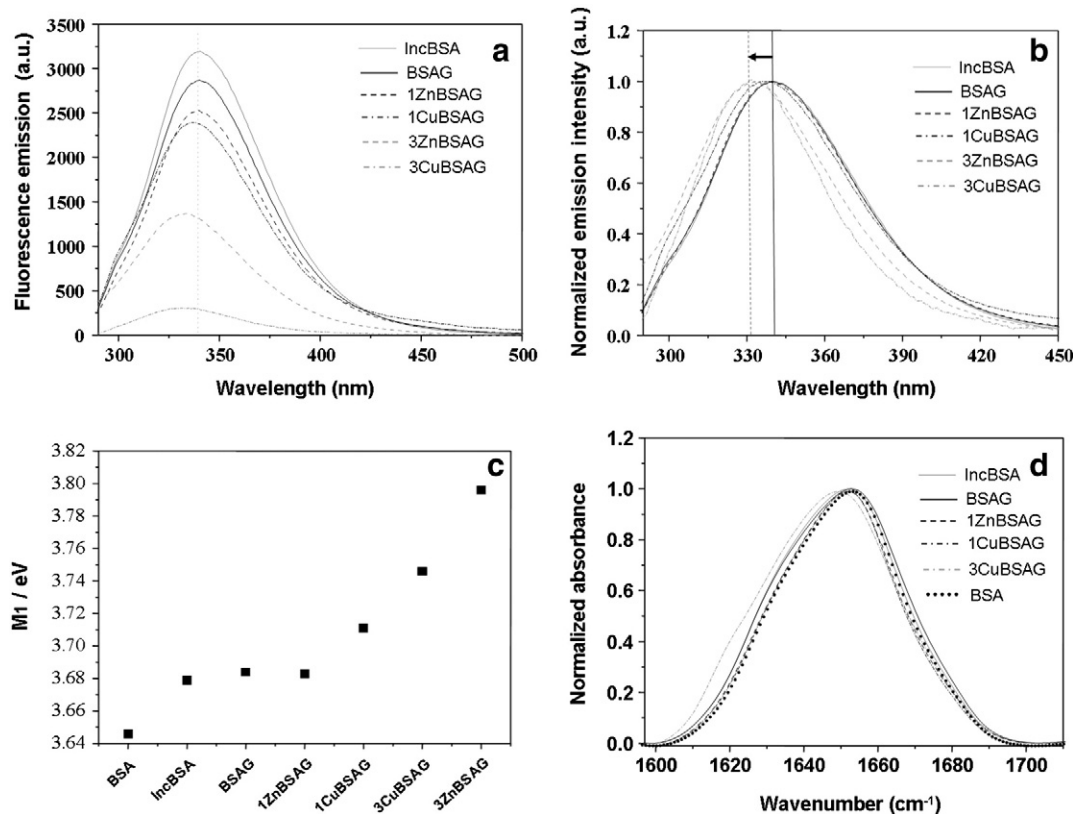 a
Fluorescence emission (a.u.)
3500
3000
2500
2000
1500
1000
500
0
300
350
400
450
500
Wavelength (nm)
IncBSA
BSAG
1ZnBSAG
1CuBSAG
3ZnBSAG
3CuBSAG
b
Normalized emission intensity (a.u.)
1.2
1.0
0.8
0.6
0.4
0.2
0.0
300
330
360
390
420
450
Wavelength (nm)
IncBSA
BSAG
1ZnBSAG
1CuBSAG
3ZnBSAG
3CuBSAG
c
M1 / eV
3.82
3.80
3.78
3.76
3.74
3.72
3.70
3.68
3.66
3.64
BSA
IncBSA
BSAG
1ZnBSAG
1CuBSAG
3CuBSAG
3ZnBSAG
d
Normalized absorbance
1.2
1.0
0.8
0.6
0.4
0.2
0.0
1600
1620
1640
1660
1680
1700
Wavenumber (cm⁻¹)
IncBSA
BSAG
1ZnBSAG
1CuBSAG
3CuBSAG
BSA